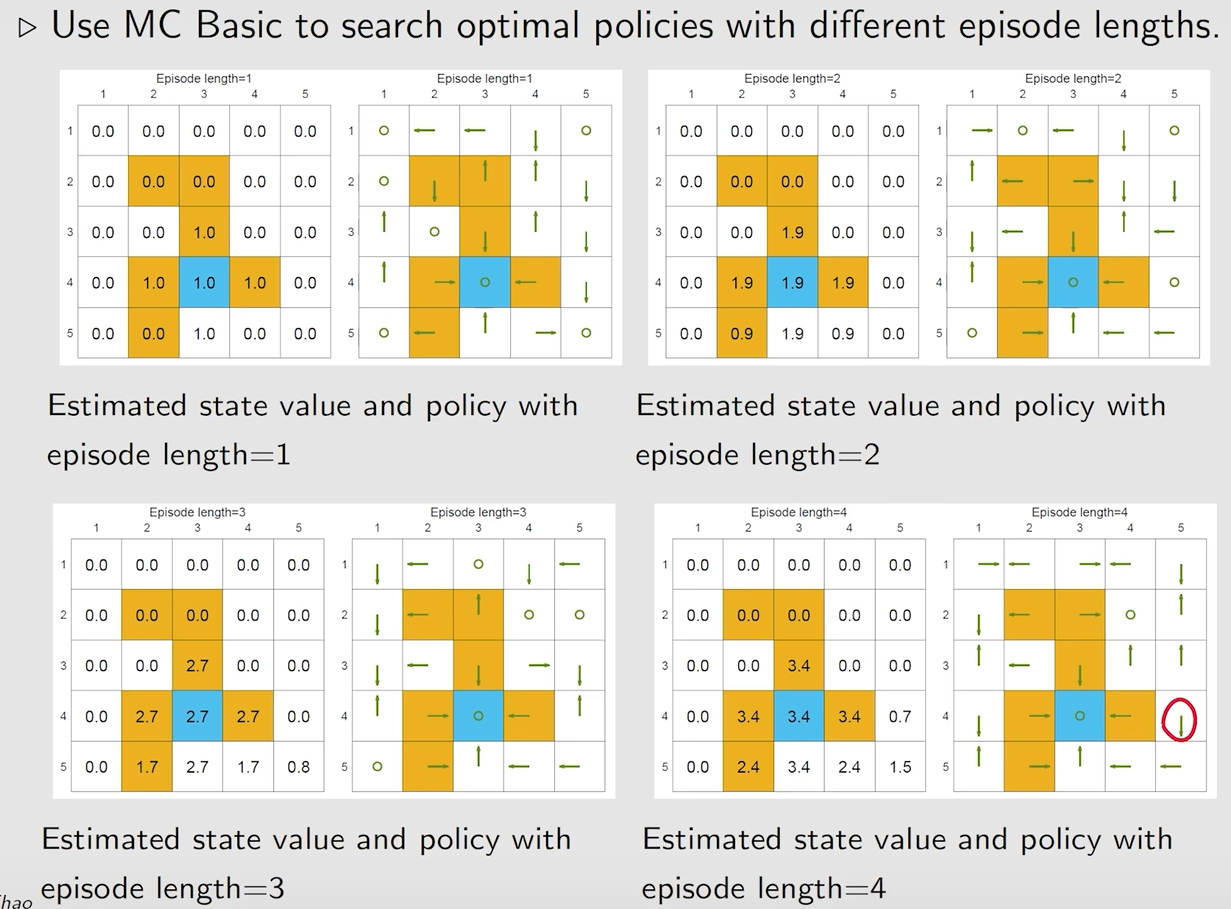 ▷ Use MC Basic to search optimal policies with different episode lengths.
Episode length=1
1 2 3 4 5
1 0.0 0.0 0.0 0.0 0.0
2 0.0 0.0 0.0 0.0 0.0
3 0.0 0.0 1.0 0.0 0.0
4 0.0 1.0 1.0 1.0 0.0
5 0.0 0.0 1.0 0.0 0.0
Episode length=1
1 2 3 4 5
1
2
3
4
5
Estimated state value and policy with
episode length=1
Episode length=2
1 2 3 4 5
1 0.0 0.0 0.0 0.0 0.0
2 0.0 0.0 0.0 0.0 0.0
3 0.0 0.0 1.9 0.0 0.0
4 0.0 1.9 1.9 1.9 0.0
5 0.0 0.9 1.9 0.9 0.0
Episode length=2
1 2 3 4 5
1
2
3
4
5
Estimated state value and policy with
episode length=2
Episode length=3
1 2 3 4 5
1 0.0 0.0 0.0 0.0 0.0
2 0.0 0.0 0.0 0.0 0.0
3 0.0 0.0 2.7 0.0 0.0
4 0.0 2.7 2.7 2.7 0.0
5 0.0 1.7 2.7 1.7 0.8
Episode length=3
1 2 3 4 5
1
2
3
4
5
Estimated state value and policy with
episode length=3
Episode length=4
1 2 3 4 5
1 0.0 0.0 0.0 0.0 0.0
2 0.0 0.0 0.0 0.0 0.0
3 0.0 0.0 3.4 0.0 0.0
4 0.0 3.4 3.4 3.4 0.7
5 0.0 2.4 3.4 2.4 1.5
Episode length=4
1 2 3 4 5
1
2
3
4
5
Estimated state value and policy with
episode length=4
hao